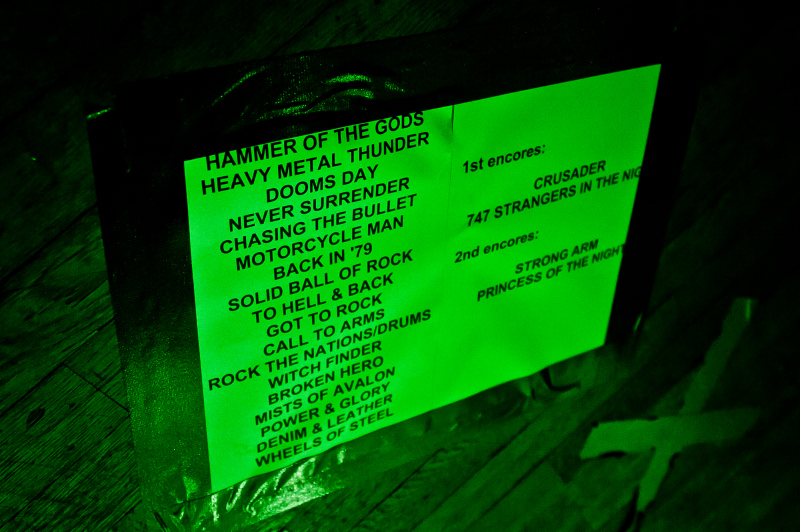 HAMMER OF THE GODS
HEAVY METAL THUNDER
DOOMS DAY
NEVER SURRENDER
CHASING THE BULLET
MOTORCYCLE MAN
BACK IN '79
SOLID BALL OF ROCK
TO HELL & BACK
GOT TO ROCK
CALL TO ARMS
ROCK THE NATIONS/DRUMS
WITCH FINDER
BROKEN HERO
MISTS OF AVALON
POWER & GLORY
DENIM & LEATHER
WHEELS OF STEEL
1st encores:
CRUSADER
747 STRANGERS IN THE NIG
2nd encores:
STRONG ARM
PRINCESS OF THE NIGHT